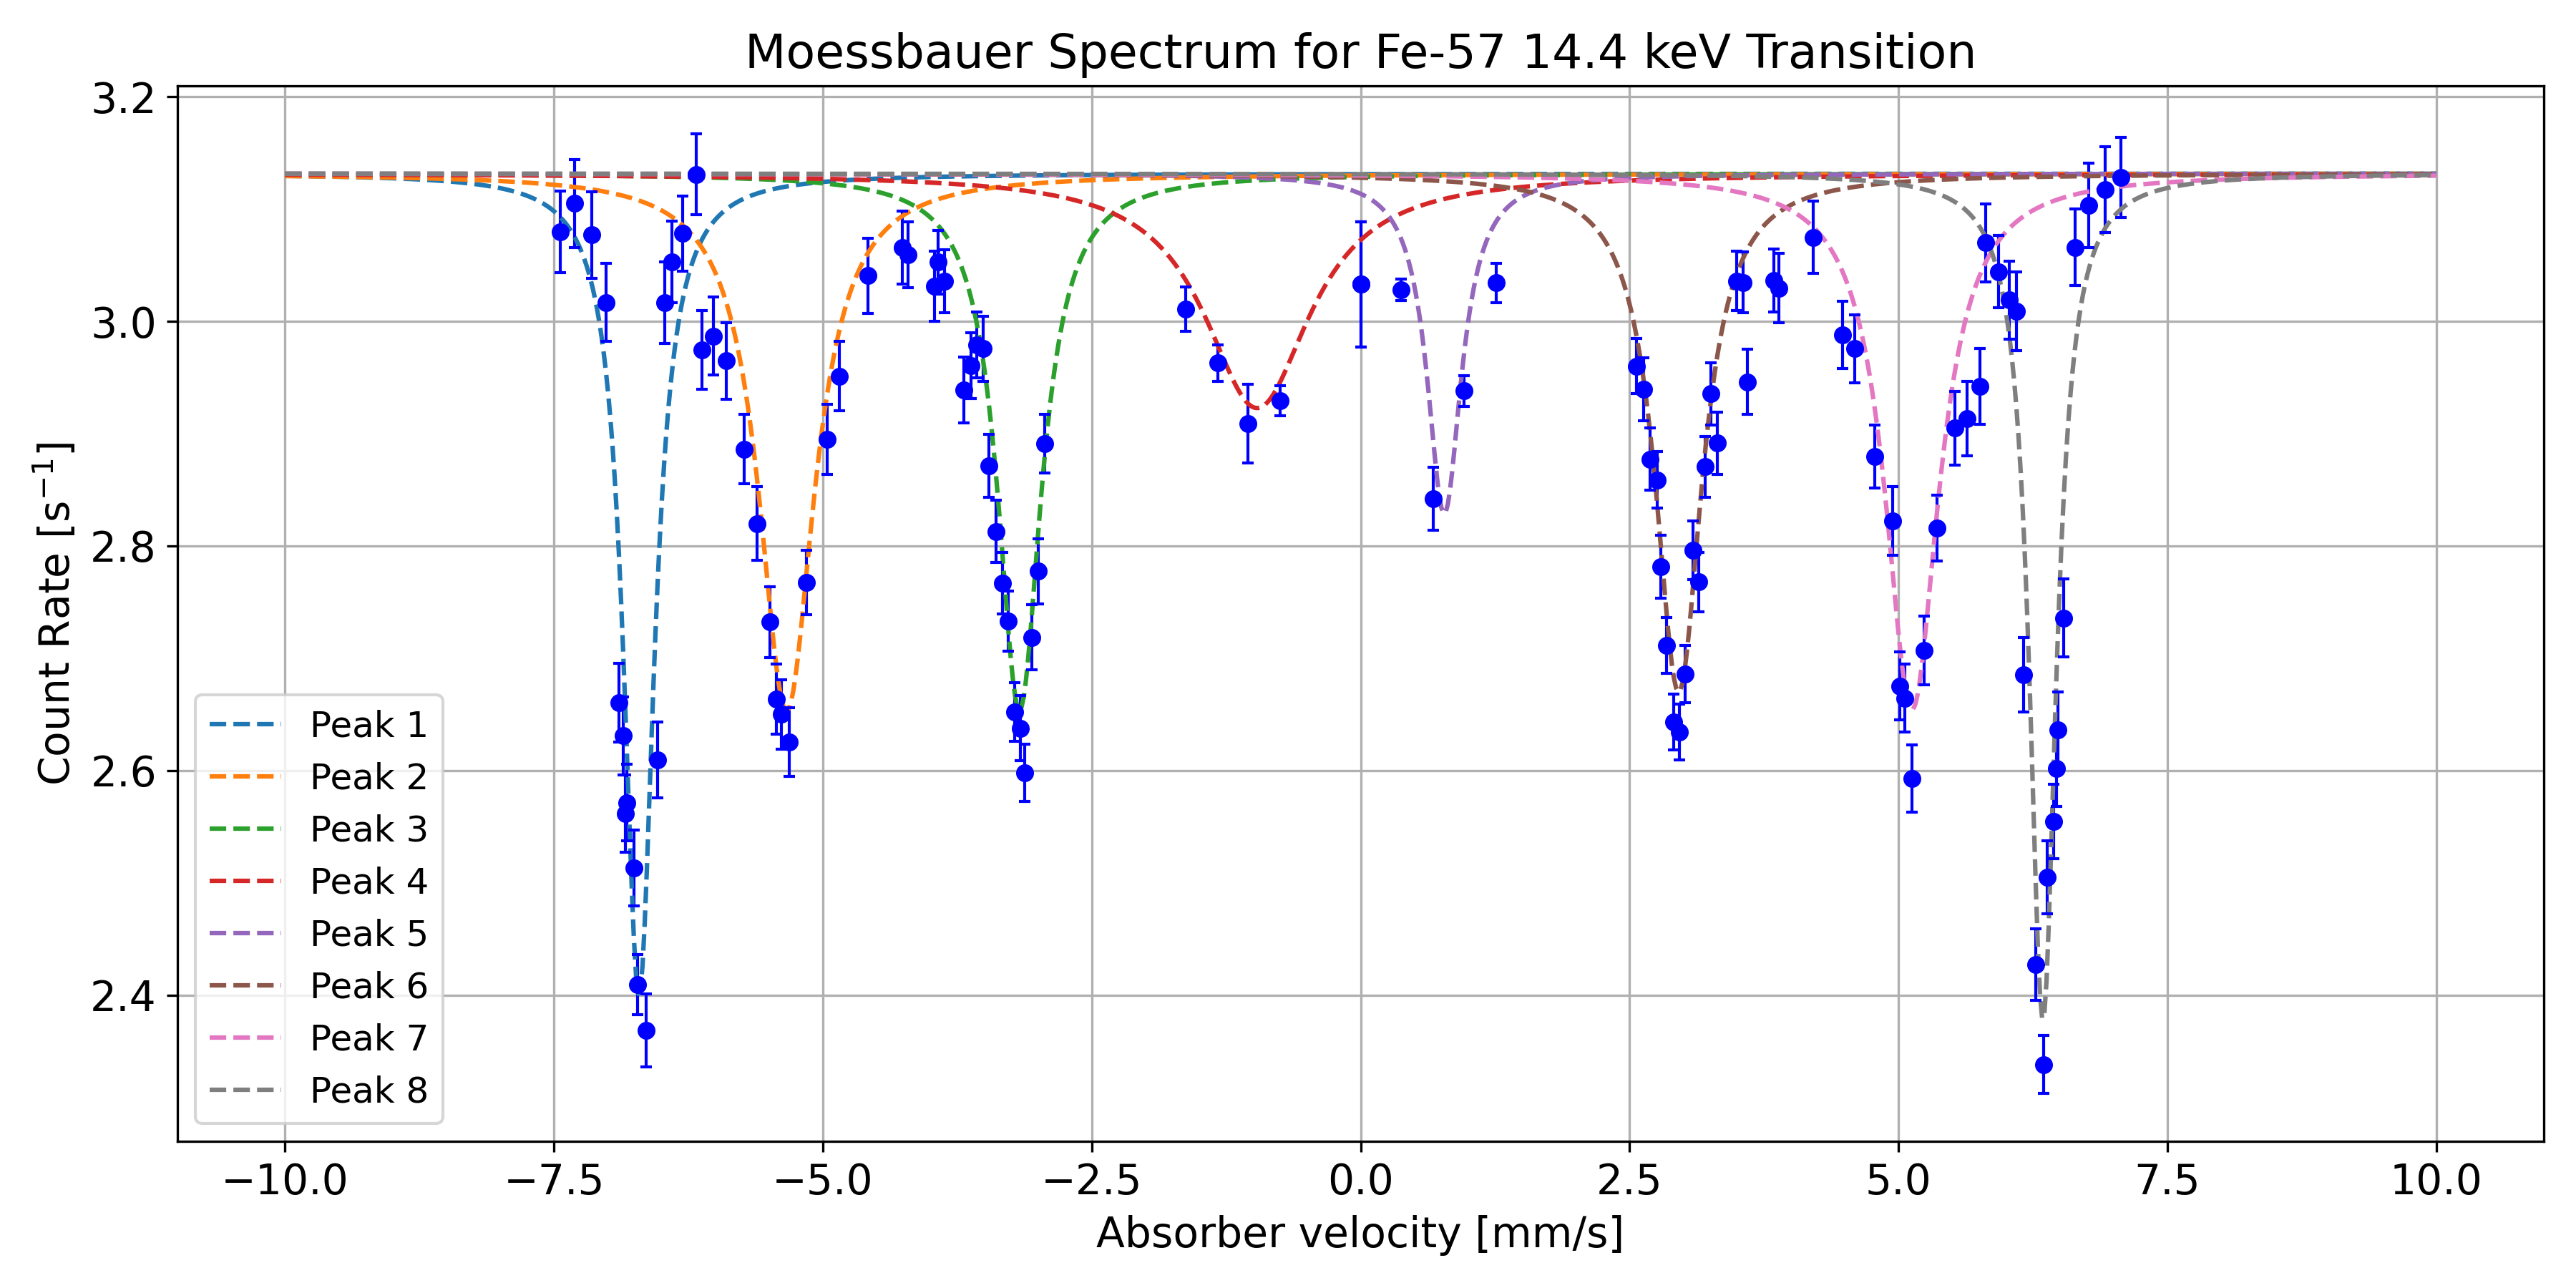 Moessbauer Spectrum for Fe-57 14.4 keV Transition
Count Rate [s⁻¹]
3.2
3.0
2.8
2.6
2.4
Peak 1
Peak 2
Peak 3
Peak 4
Peak 5
Peak 6
Peak 7
Peak 8
−10.0 −7.5 −5.0 −2.5 0.0 2.5 5.0 7.5 10.0
Absorber velocity [mm/s]